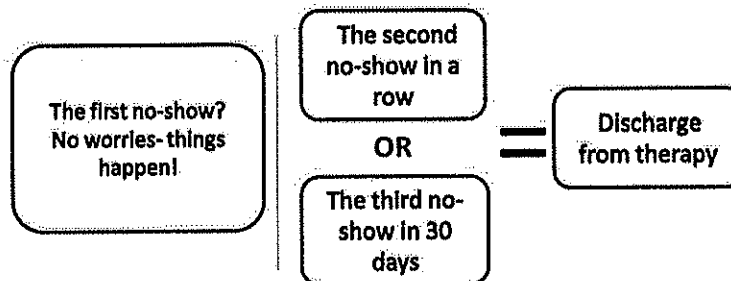 The first no-show?
No worries- things
happen!
The second
no-show in a
row
OR
The third no-
show in 30
days
=
Discharge
from therapy